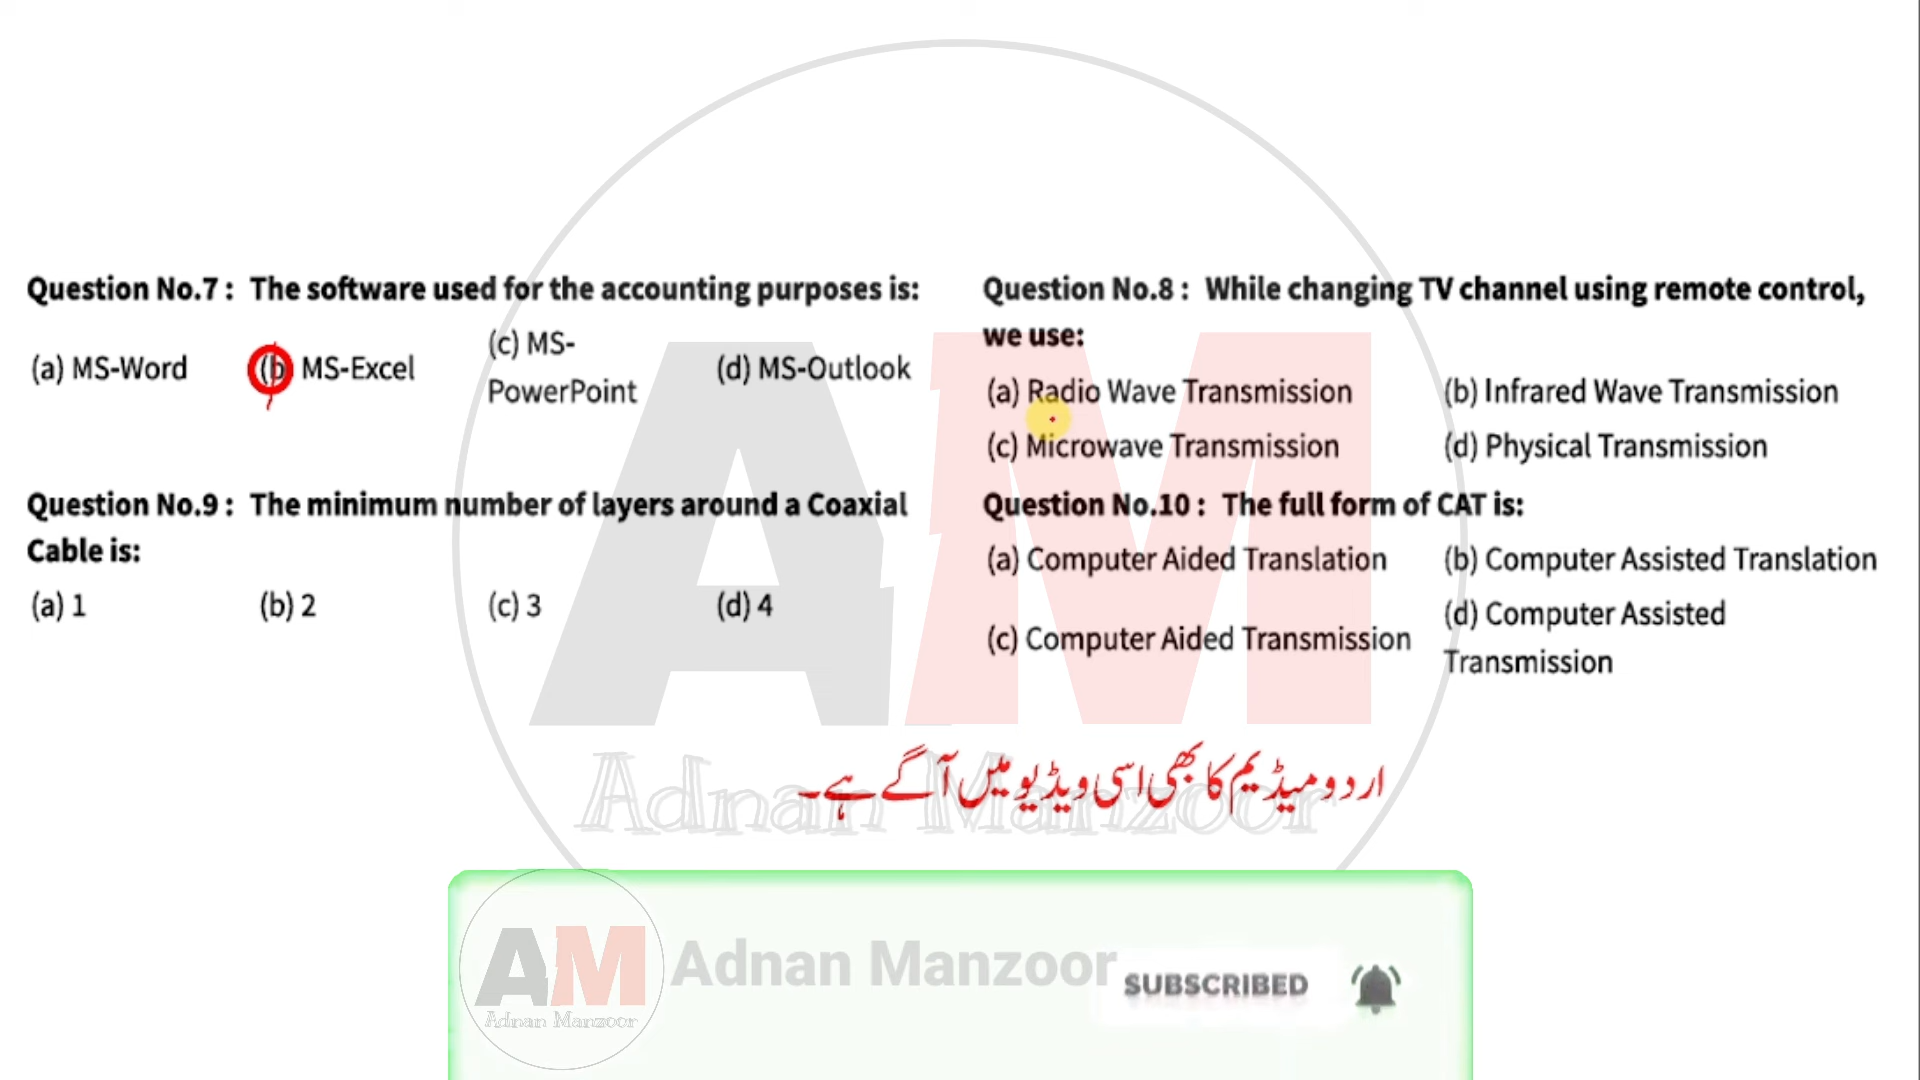 Question No.7 : The software used for the accounting purposes is:
(a) MS-Word
(b) MS-Excel
(c) MS-
PowerPoint
(d) MS-Outlook
Question No.8 : While changing TV channel using remote control,
we use:
(a) Radio Wave Transmission
(b) Infrared Wave Transmission
(c) Microwave Transmission
(d) Physical Transmission
Question No.9 : The minimum number of layers around a Coaxial
Cable is:
(a) 1
(b) 2
(c) 3
(d) 4
Question No.10 : The full form of CAT is:
(a) Computer Aided Translation
(b) Computer Assisted Translation
(c) Computer Aided Transmission
(d) Computer Assisted
Transmission
AM
Adnan Manzoor
اردو میڈیم کا بھی اسی ویڈیو میں آگے ہے۔
AM
Adnan Manzoor
Adnan Manzoor
SUBSCRIBED